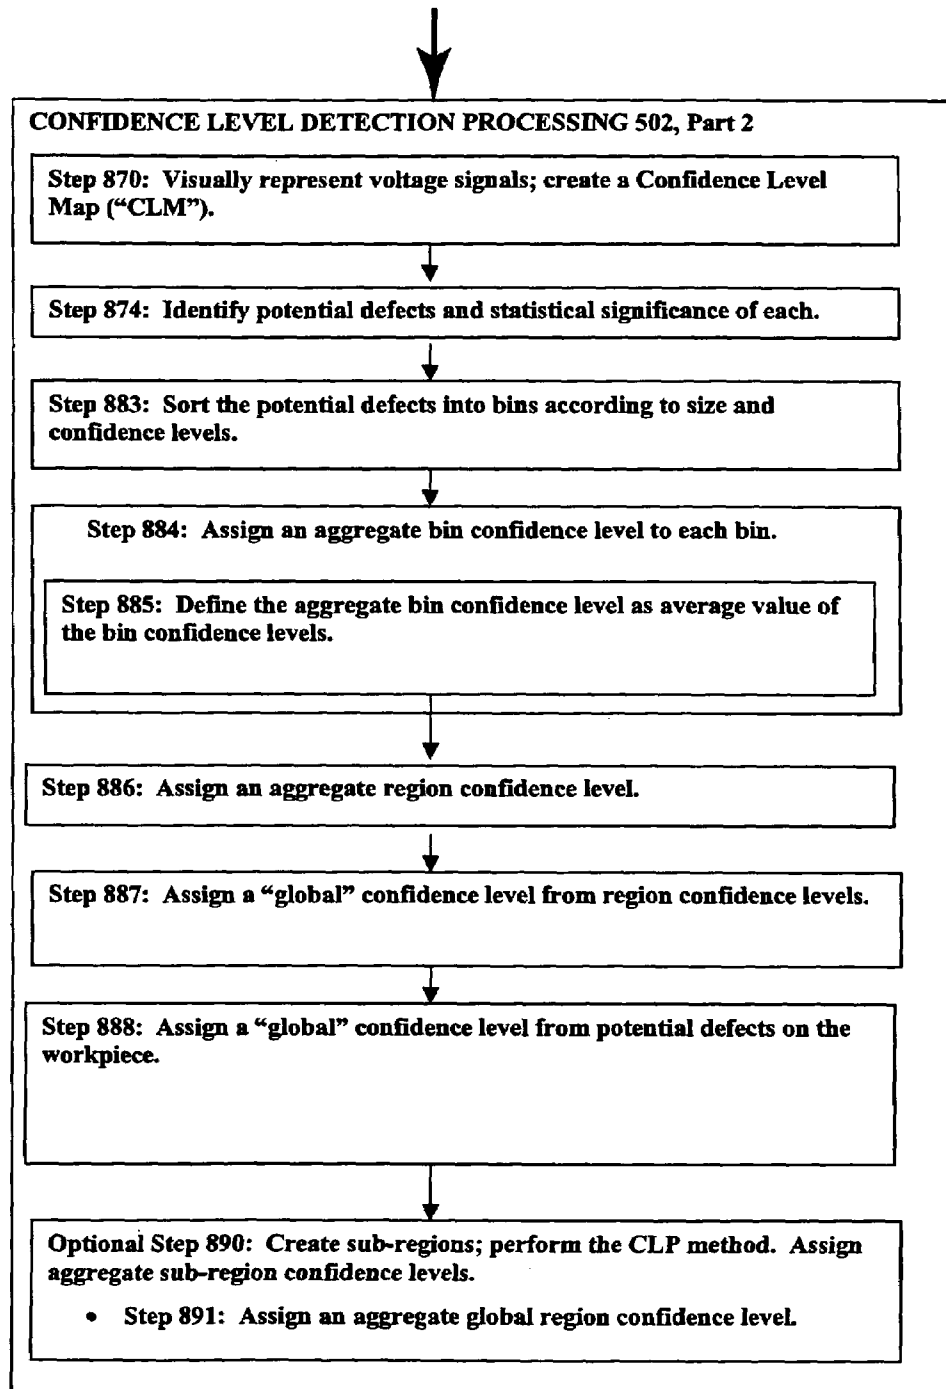 CONFIDENCE LEVEL DETECTION PROCESSING 502, Part 2
Step 870: Visually represent voltage signals; create a Confidence Level
Map (“CLM”).
Step 874: Identify potential defects and statistical significance of each.
Step 883: Sort the potential defects into bins according to size and
confidence levels.
Step 884: Assign an aggregate bin confidence level to each bin.
Step 885: Define the aggregate bin confidence level as average value of
the bin confidence levels.
Step 886: Assign an aggregate region confidence level.
Step 887: Assign a “global” confidence level from region confidence levels.
Step 888: Assign a “global” confidence level from potential defects on the
workpiece.
Optional Step 890: Create sub-regions; perform the CLP method. Assign
aggregate sub-region confidence levels.
• Step 891: Assign an aggregate global region confidence level.